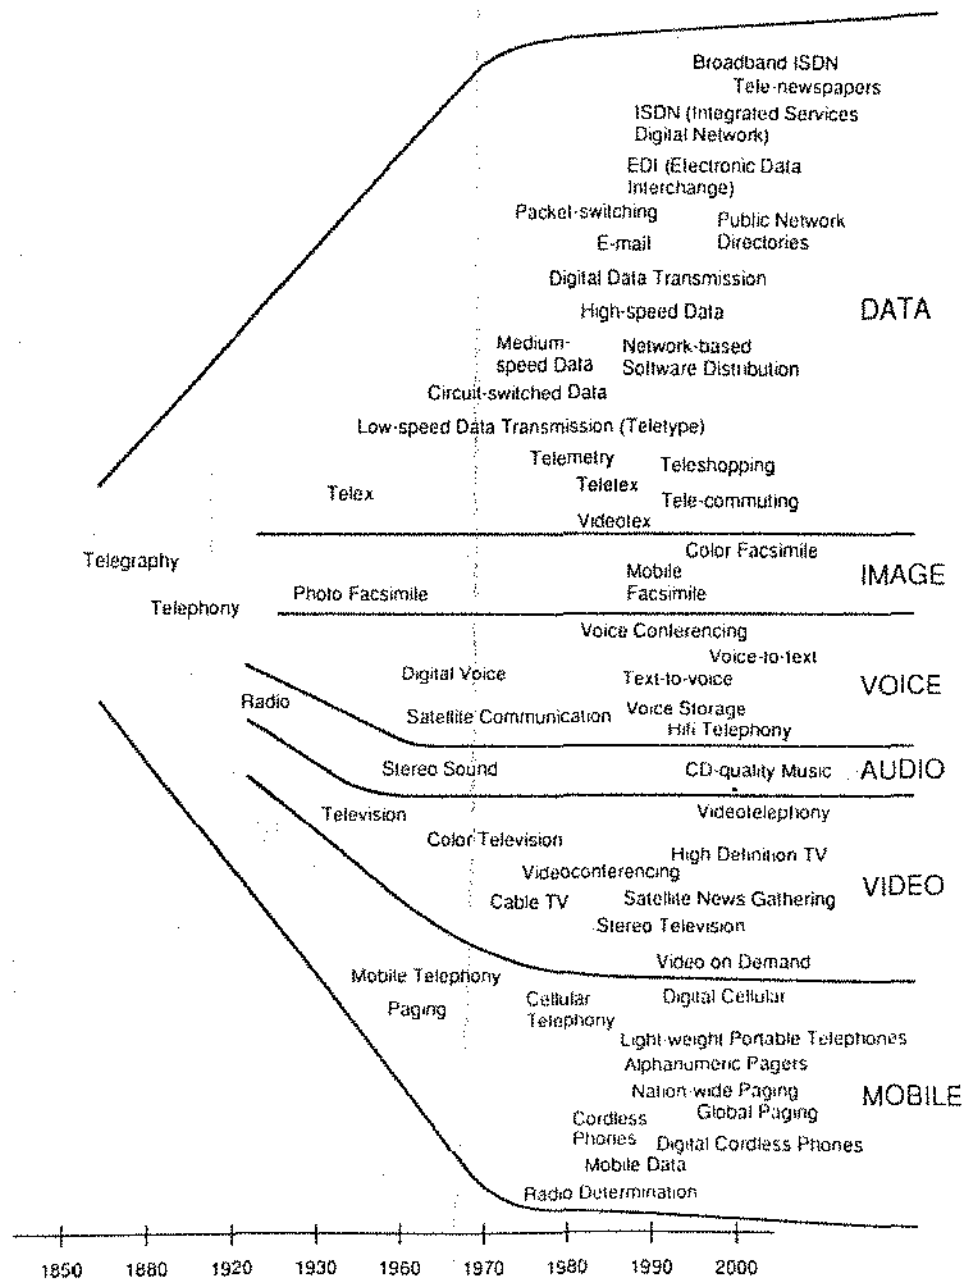 Broadband ISDN
Tele-newspapers
ISDN (Integrated Services
Digital Network)
EDI (Electronic Data
Interchange)
Packet-switching
Public Network
Directories
E-mail
Digital Data Transmission
DATA
High-speed Data
Medium-
speed Data
Network-based
Software Distribution
Circuit-switched Data
Low-speed Data Transmission (Teletype)
Telemetry
Teleshopping
Teletex
Telex
Tele-commuting
Videotex
Telegraphy
Color Facsimile
IMAGE
Mobile
Facsimile
Photo Facsimile
Telephony
Voice Conferencing
Voice-to-text
Digital Voice
Text-to-voice
VOICE
Radio
Voice Storage
Satellite Communication
Hifi Telephony
Stereo Sound
CD-quality Music
AUDIO
Television
Videotelephony
Color Television
High Definition TV
Videoconferencing
VIDEO
Cable TV
Satellite News Gathering
Stereo Television
Video on Demand
Mobile Telephony
Paging
Cellular
Telephony
Digital Cellular
Light-weight Portable Telephones
Alphanumeric Pagers
Nation-wide Paging
MOBILE
Global Paging
Cordless
Phones
Digital Cordless Phones
Mobile Data
Radio Determination
1850 1880 1920 1930 1960 1970 1980 1990 2000